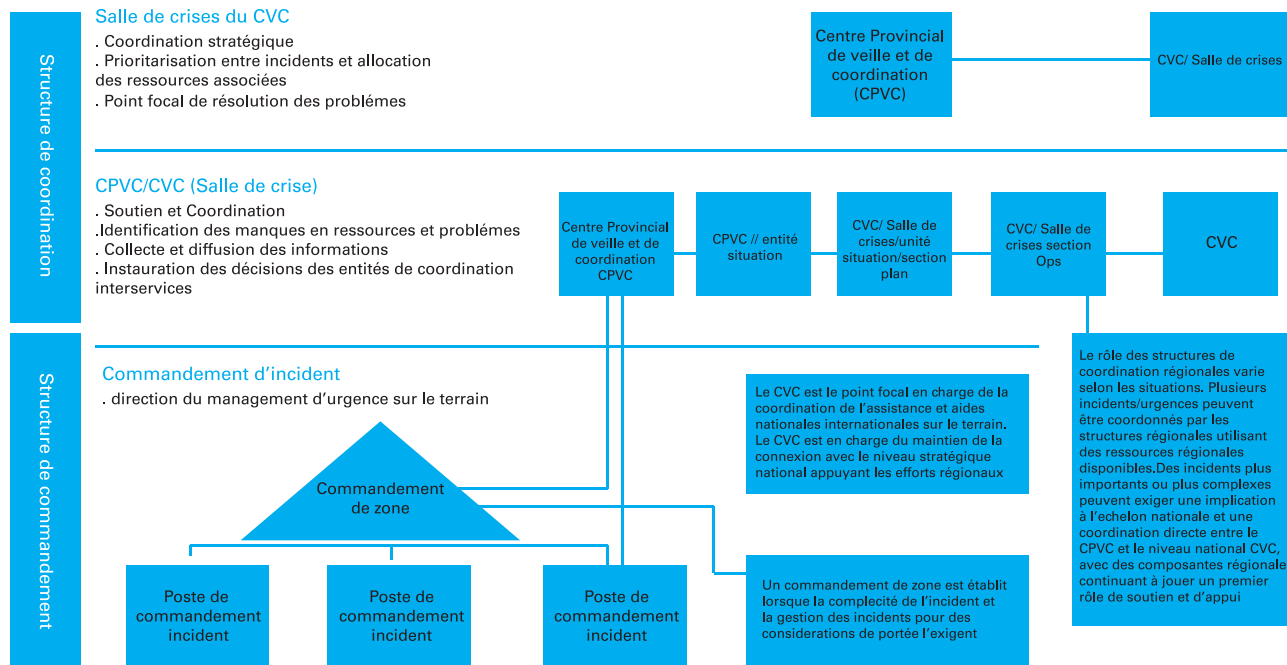 Structure de coordination
Salle de crises du CVC
. Coordination stratégique
. Prioritarisation entre incidents et allocation
des ressources associées
. Point focal de résolution des problémes
Centre Provincial
de veille et de
coordination
(CPVC)
CVC/ Salle de crises
CPVC/CVC (Salle de crise)
. Soutien et Coordination
.Identification des manques en ressources et problèmes
. Collecte et diffusion des informations
. Instauration des décisions des entités de coordination
interservices
Centre Provincial
de veille et de
coordination
CPVC
CPVC // entité
situation
CVC/ Salle de
crises/unité
situation/section
plan
CVC/ Salle de
crises section
Ops
CVC
Structure de commandement
Commandement d’incident
. direction du management d’urgence sur le terrain
Commandement
de zone
Poste de
commandement
incident
Poste de
commandement
incident
Poste de
commandement
incident
Le CVC est le point focal en charge de la
coordination de l’assistance et aides
nationales internationales sur le terrain.
Le CVC est en charge du maintien de la
connexion avec le niveau stratégique
national appuyant les efforts régionaux
Un commandement de zone est établit
lorsque la complecité de l’incident et
la gestion des incidents pour des
considerations de portée l’exigent
Le rôle des structures de
coordination régionales varie
selon les situations. Plusieurs
incidents/urgences peuvent
être coordonnés par les
structures régionales utilisant
des ressources régionales
disponibles.Des incidents plus
importants ou plus complexes
peuvent exiger une implication
à l’echelon nationale et une
coordination directe entre le
CPVC et le niveau national CVC,
avec des composantes régionale
continuant à jouer un premier
rôle de soutien et d’appui